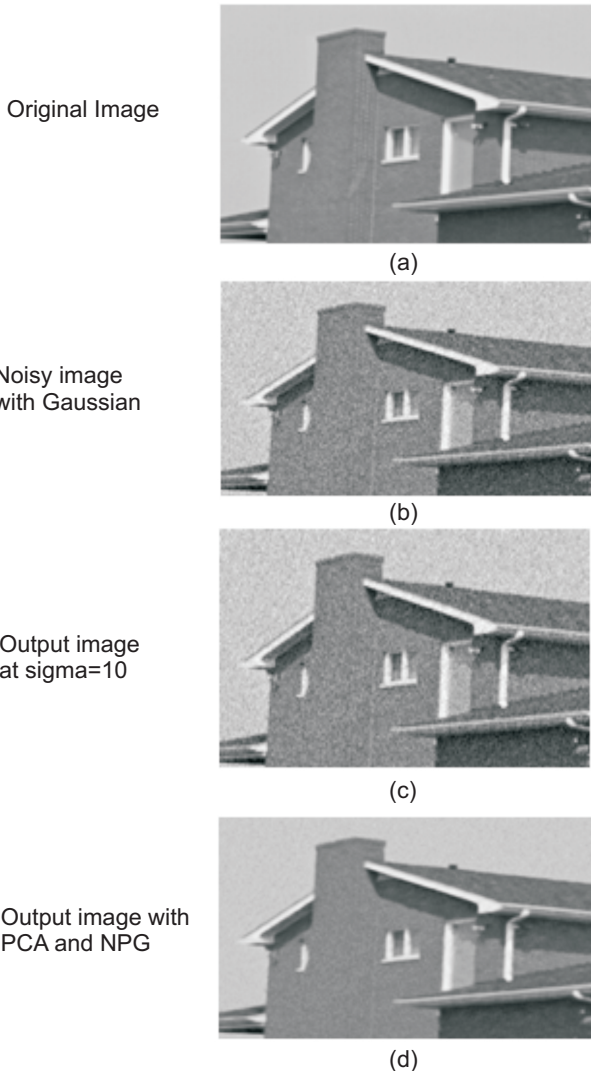 Original Image
(a)
Noisy image
with Gaussian
(b)
Output image
at sigma=10
(c)
Output image with
PCA and NPG
(d)